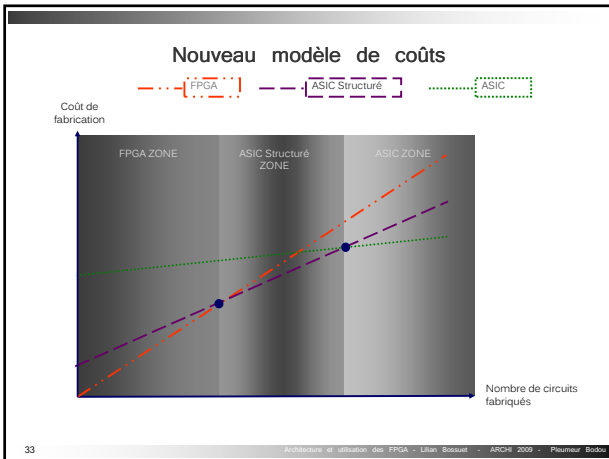 Nouveau modèle de coûts
FPGA
ASIC Structuré
ASIC
Coût de
fabrication
FPGA ZONE
ASIC Structuré
ZONE
ASIC ZONE
Nombre de circuits
fabriqués
33
Architecture et utilisation des FPGA - Lilian Bossuet - ARCHI 2009 - Pleumeur Bodou